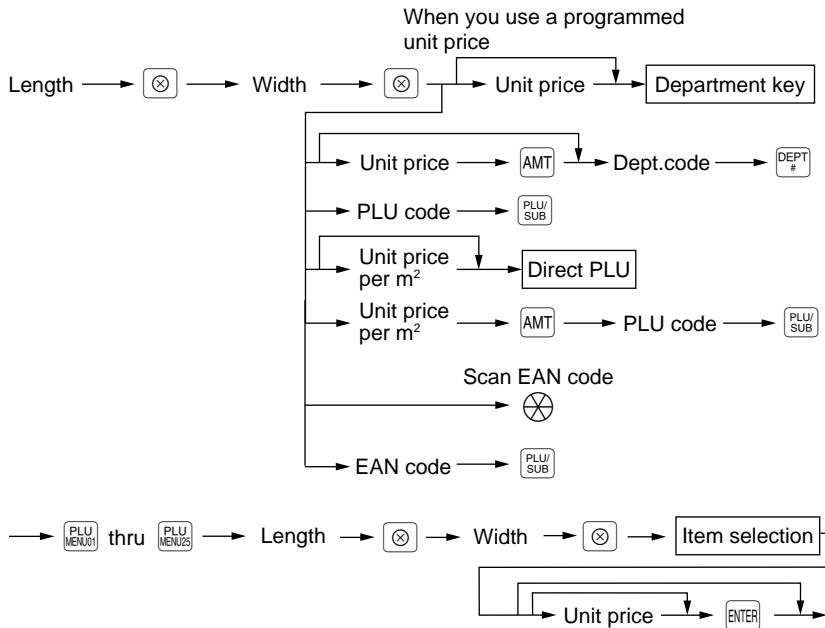 When you use a programmed
unit price
Length ⊗ Width ⊗ Unit price Department key
Unit price AMT Dept.code DEPT #
PLU code PLU/SUB
Unit price per m² Direct PLU
Unit price per m² AMT PLU code PLU/SUB
Scan EAN code
EAN code PLU/SUB
PLU MENU01 thru PLU MENU25 Length ⊗ Width ⊗ Item selection
Unit price ENTER